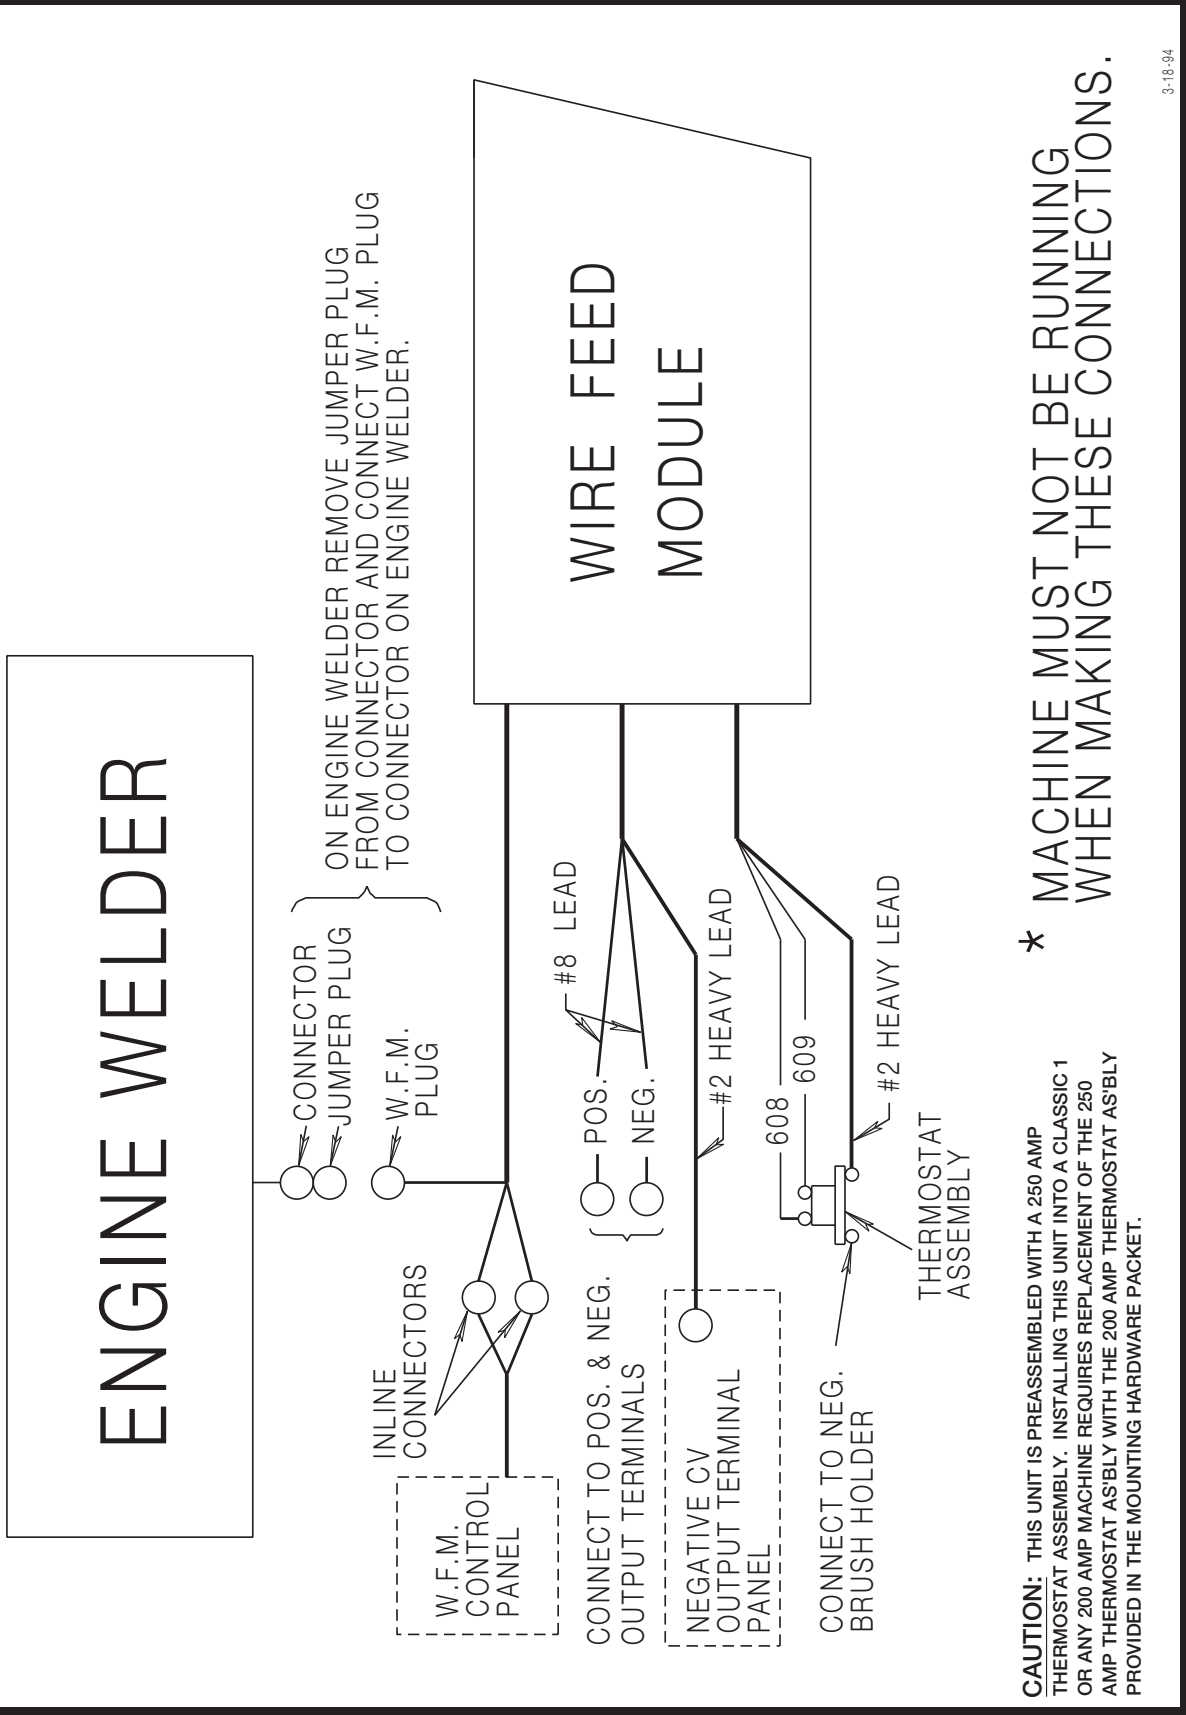 ENGINE WELDER
CONNECTOR
JUMPER PLUG
W.F.M.
PLUG
ON ENGINE WELDER REMOVE JUMPER PLUG
FROM CONNECTOR AND CONNECT W.F.M. PLUG
TO CONNECTOR ON ENGINE WELDER.
INLINE
CONNECTORS
W.F.M.
CONTROL
PANEL
WIRE FEED
MODULE
#8 LEAD
POS.
NEG.
CONNECT TO POS. & NEG.
OUTPUT TERMINALS
#2 HEAVY LEAD
NEGATIVE CV
OUTPUT TERMINAL
PANEL
608
609
#2 HEAVY LEAD
CONNECT TO NEG.
BRUSH HOLDER
THERMOSTAT
ASSEMBLY
* MACHINE MUST NOT BE RUNNING
WHEN MAKING THESE CONNECTIONS.
CAUTION: THIS UNIT IS PREASSEMBLED WITH A 250 AMP
THERMOSTAT ASSEMBLY. INSTALLING THIS UNIT INTO A CLASSIC 1
OR ANY 200 AMP MACHINE REQUIRES REPLACEMENT OF THE 250
AMP THERMOSTAT AS'BLY WITH THE 200 AMP THERMOSTAT AS'BLY
PROVIDED IN THE MOUNTING HARDWARE PACKET.
3-18-94